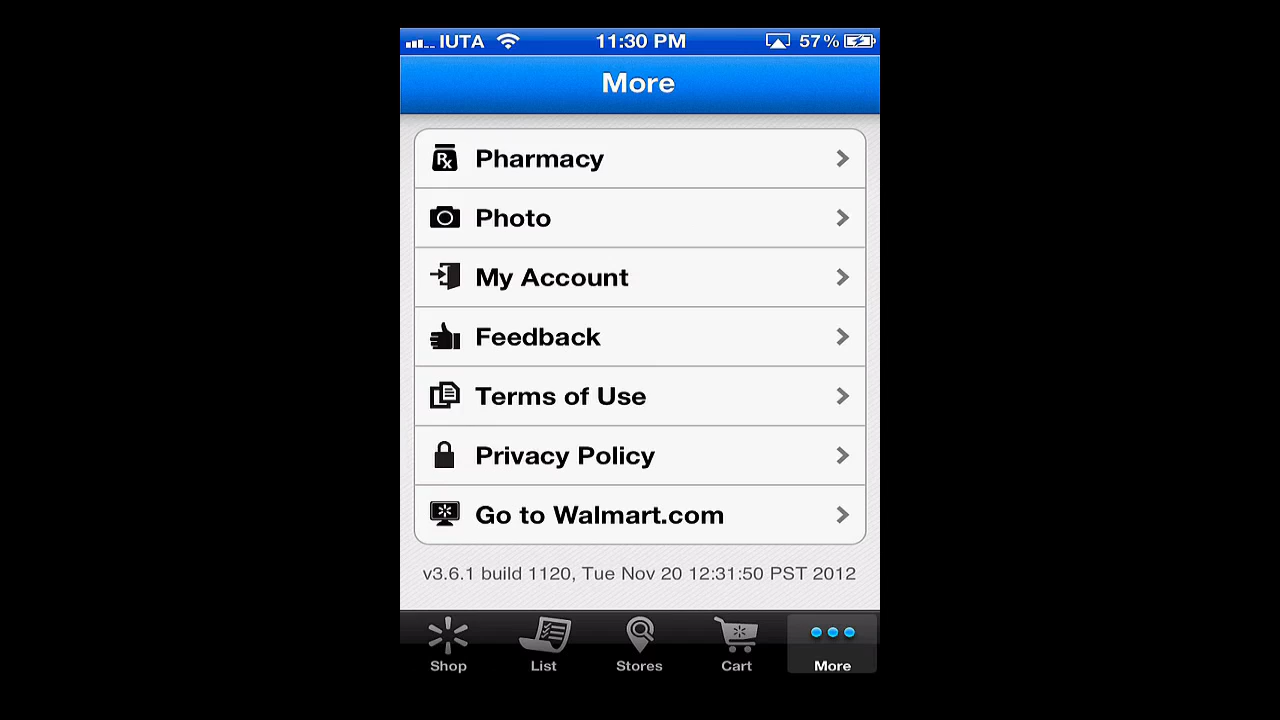 IUTA 11:30 PM 57%
More
Rx Pharmacy
Photo
My Account
Feedback
Terms of Use
Privacy Policy
Go to Walmart.com
v3.6.1 build 1120, Tue Nov 20 12:31:50 PST 2012
Shop List Stores Cart More